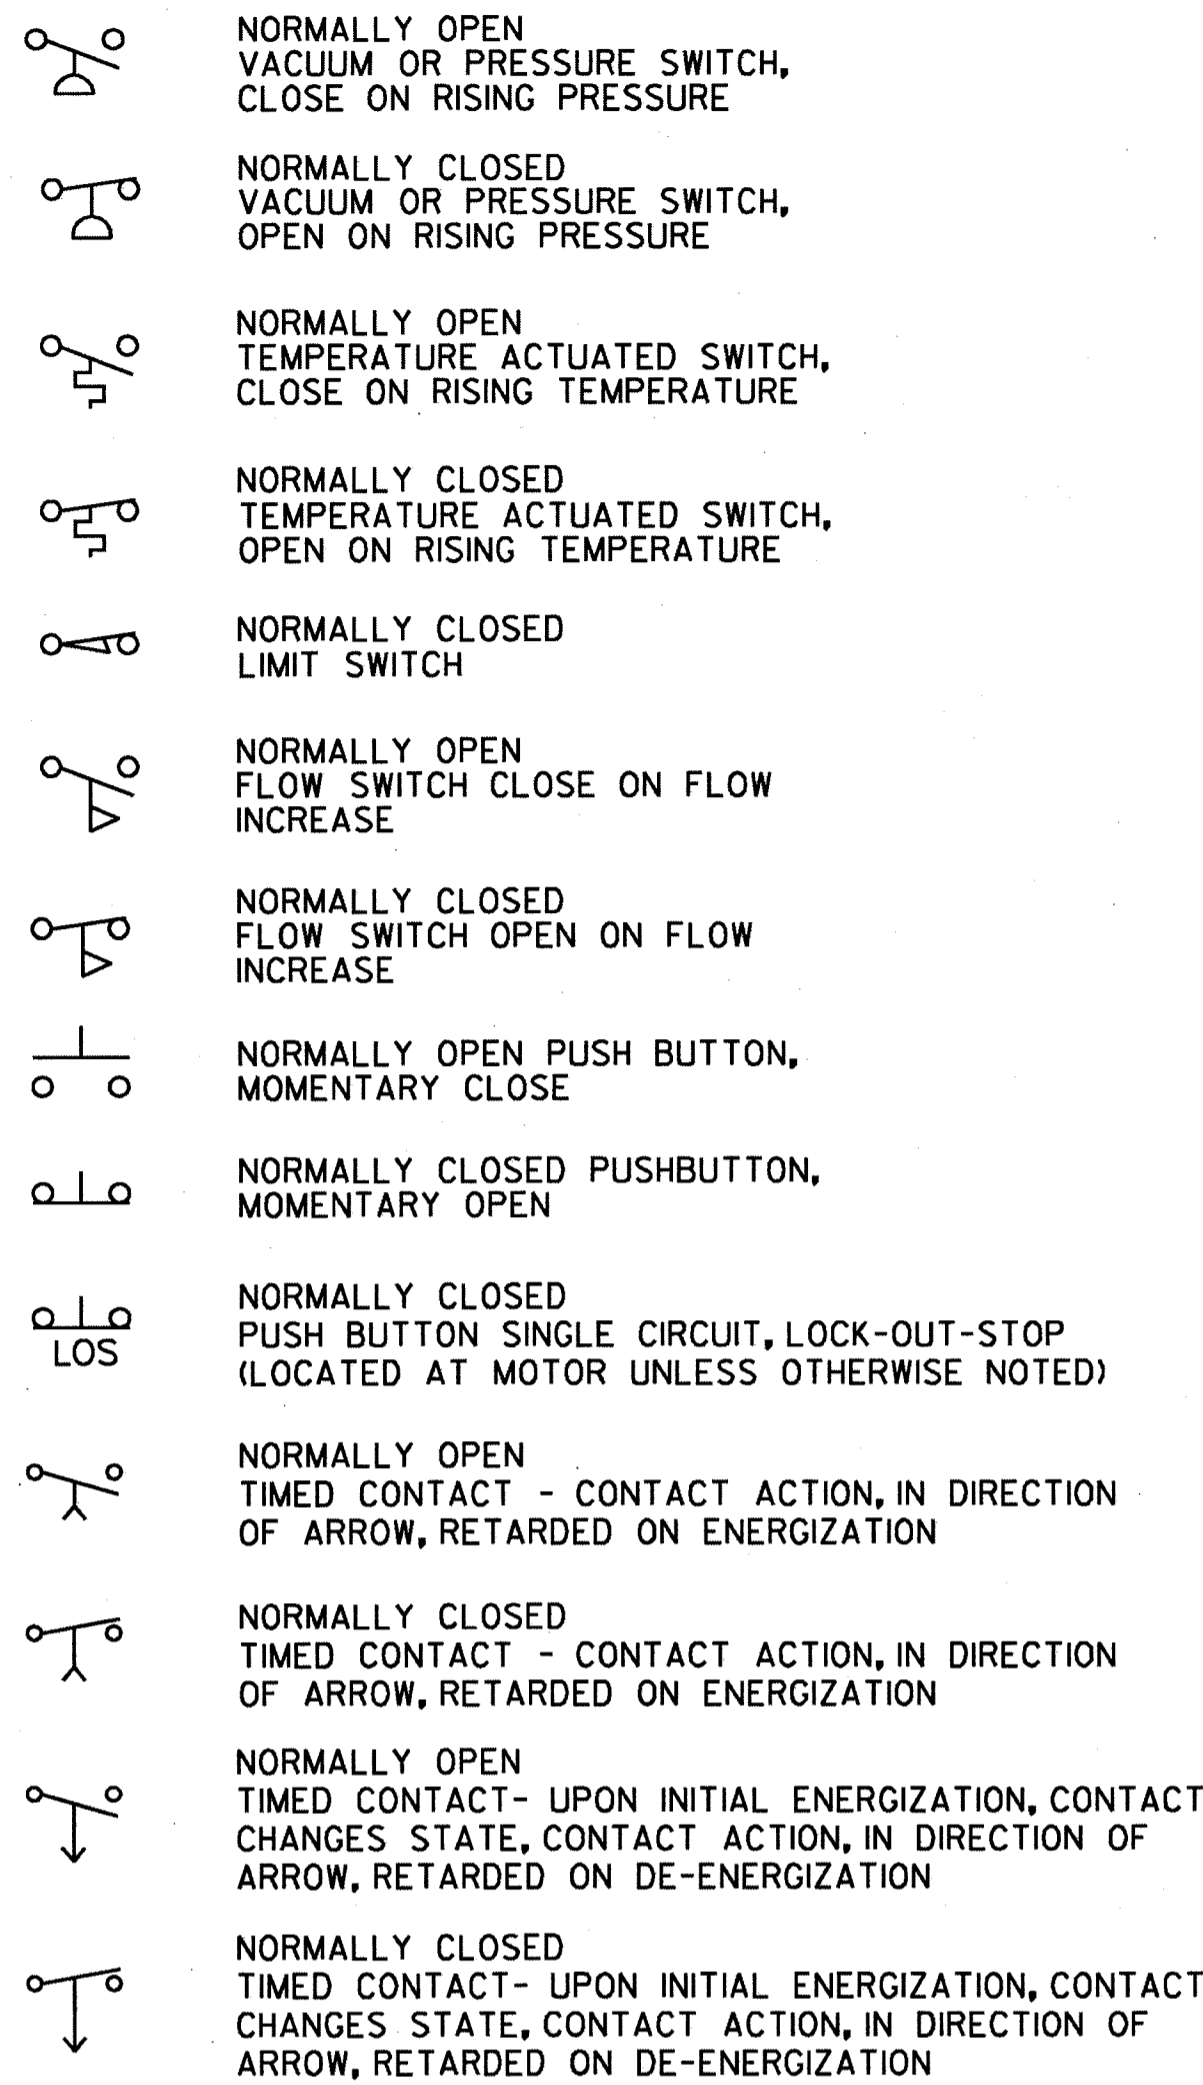 NORMALLY OPEN
VACUUM OR PRESSURE SWITCH,
CLOSE ON RISING PRESSURE
NORMALLY CLOSED
VACUUM OR PRESSURE SWITCH,
OPEN ON RISING PRESSURE
NORMALLY OPEN
TEMPERATURE ACTUATED SWITCH,
CLOSE ON RISING TEMPERATURE
NORMALLY CLOSED
TEMPERATURE ACTUATED SWITCH,
OPEN ON RISING TEMPERATURE
NORMALLY CLOSED
LIMIT SWITCH
NORMALLY OPEN
FLOW SWITCH CLOSE ON FLOW
INCREASE
NORMALLY CLOSED
FLOW SWITCH OPEN ON FLOW
INCREASE
NORMALLY OPEN PUSH BUTTON,
MOMENTARY CLOSE
NORMALLY CLOSED PUSHBUTTON,
MOMENTARY OPEN
NORMALLY CLOSED
PUSH BUTTON SINGLE CIRCUIT, LOCK-OUT-STOP
LOS
(LOCATED AT MOTOR UNLESS OTHERWISE NOTED)
NORMALLY OPEN
TIMED CONTACT - CONTACT ACTION, IN DIRECTION
OF ARROW, RETARDED ON ENERGIZATION
NORMALLY CLOSED
TIMED CONTACT - CONTACT ACTION, IN DIRECTION
OF ARROW, RETARDED ON ENERGIZATION
NORMALLY OPEN
TIMED CONTACT- UPON INITIAL ENERGIZATION, CONTACT
CHANGES STATE, CONTACT ACTION, IN DIRECTION OF
ARROW, RETARDED ON DE-ENERGIZATION
NORMALLY CLOSED
TIMED CONTACT- UPON INITIAL ENERGIZATION, CONTACT
CHANGES STATE, CONTACT ACTION, IN DIRECTION OF
ARROW, RETARDED ON DE-ENERGIZATION